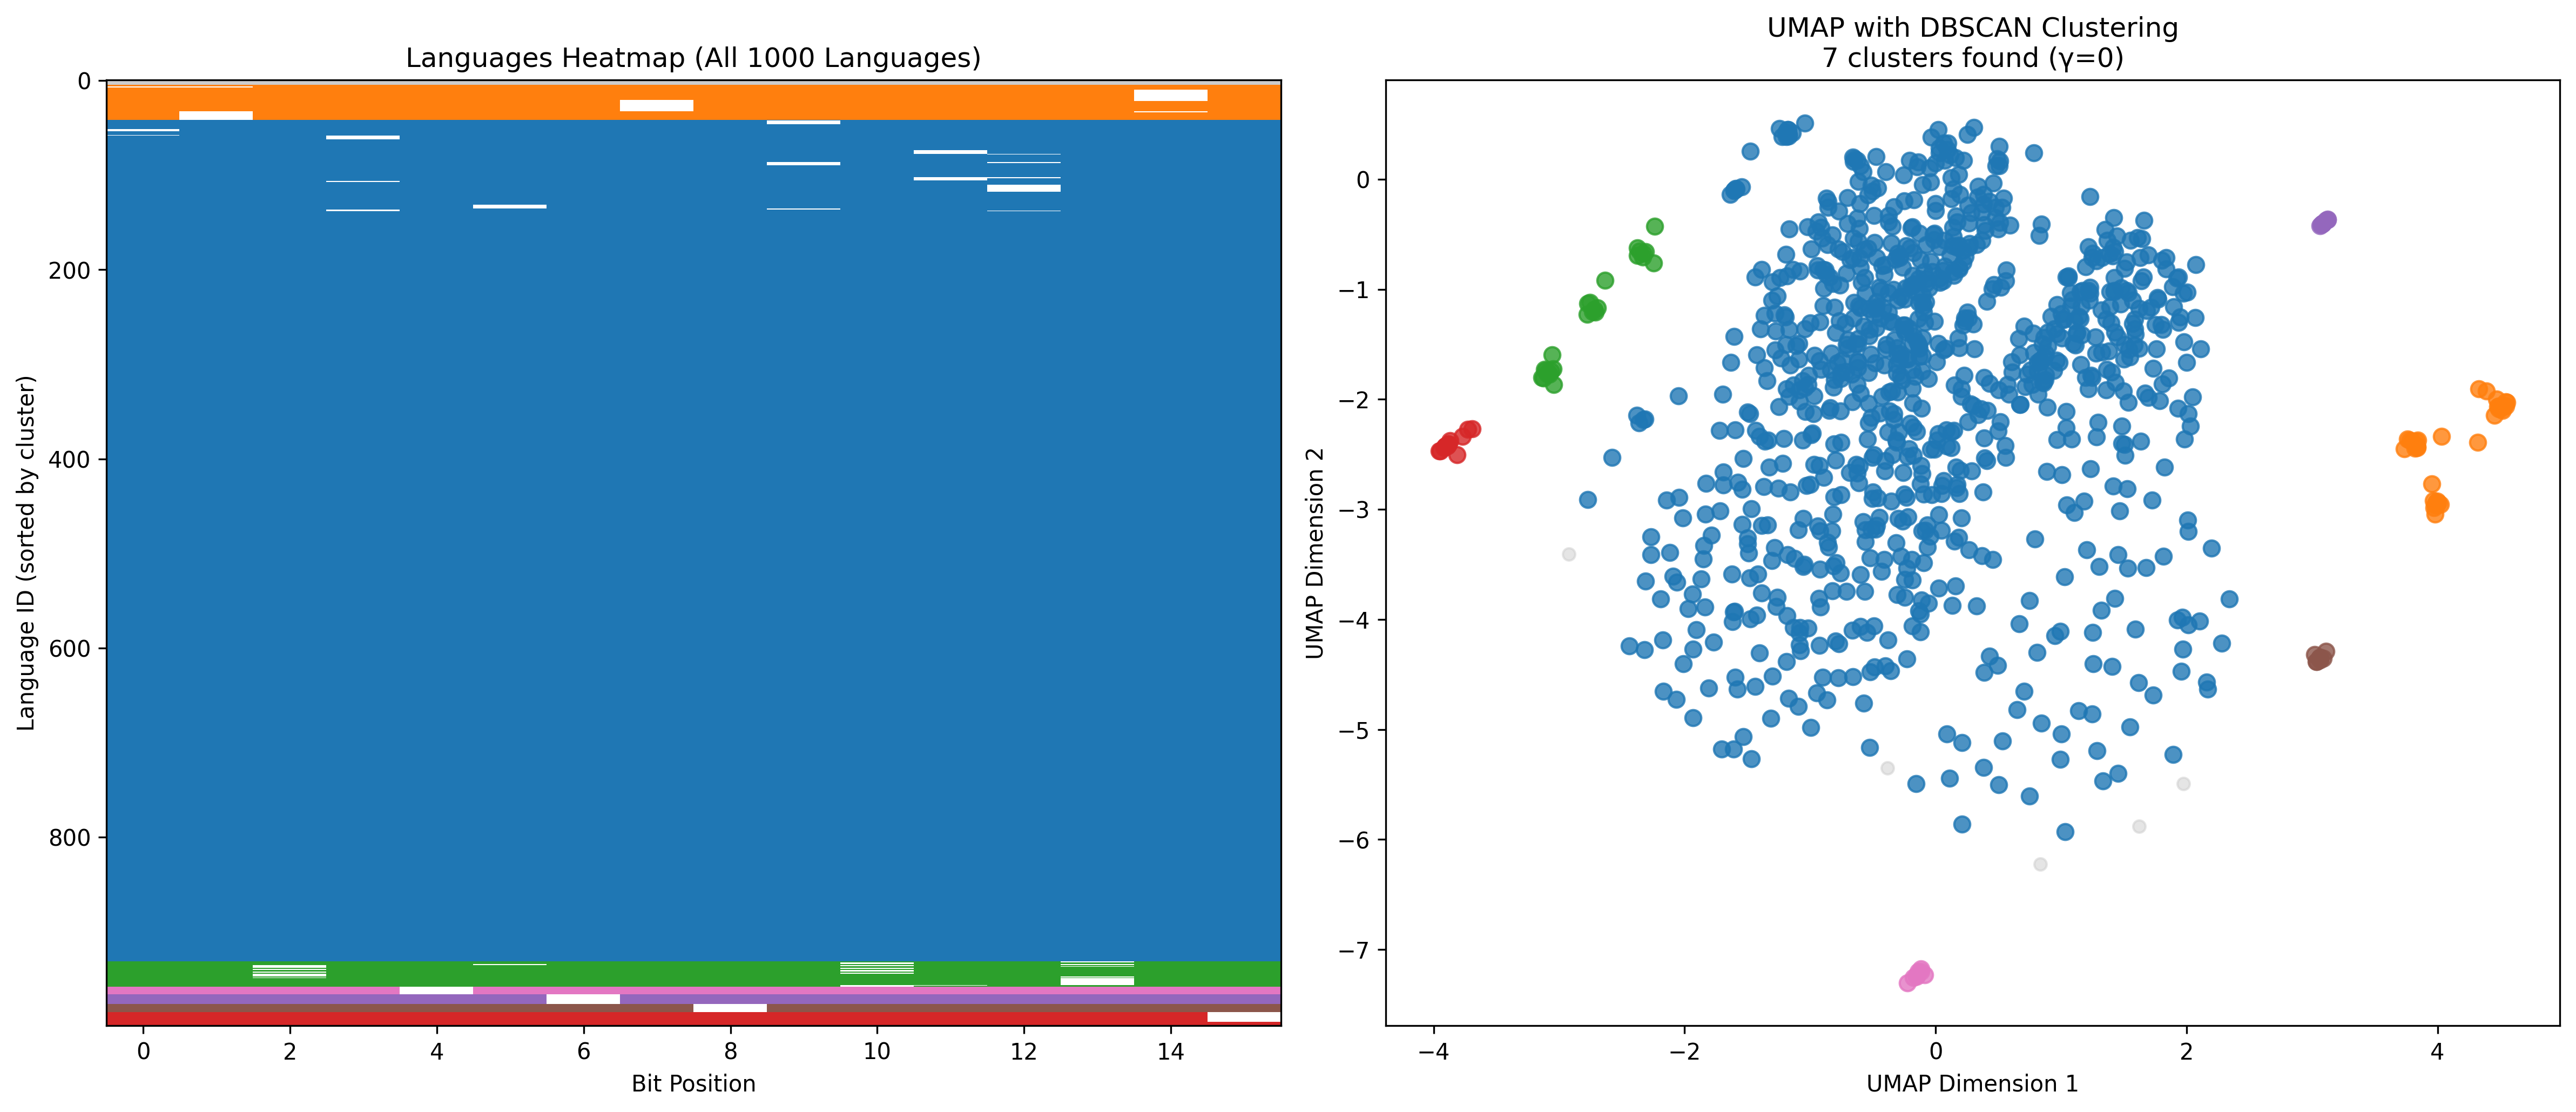 Languages Heatmap (All 1000 Languages)
0
200
400
600
800
Language ID (sorted by cluster)
0 2 4 6 8 10 12 14
Bit Position
UMAP with DBSCAN Clustering
7 clusters found (γ=0)
0
−1
−2
−3
−4
−5
−6
−7
UMAP Dimension 2
−4 −2 0 2 4
UMAP Dimension 1